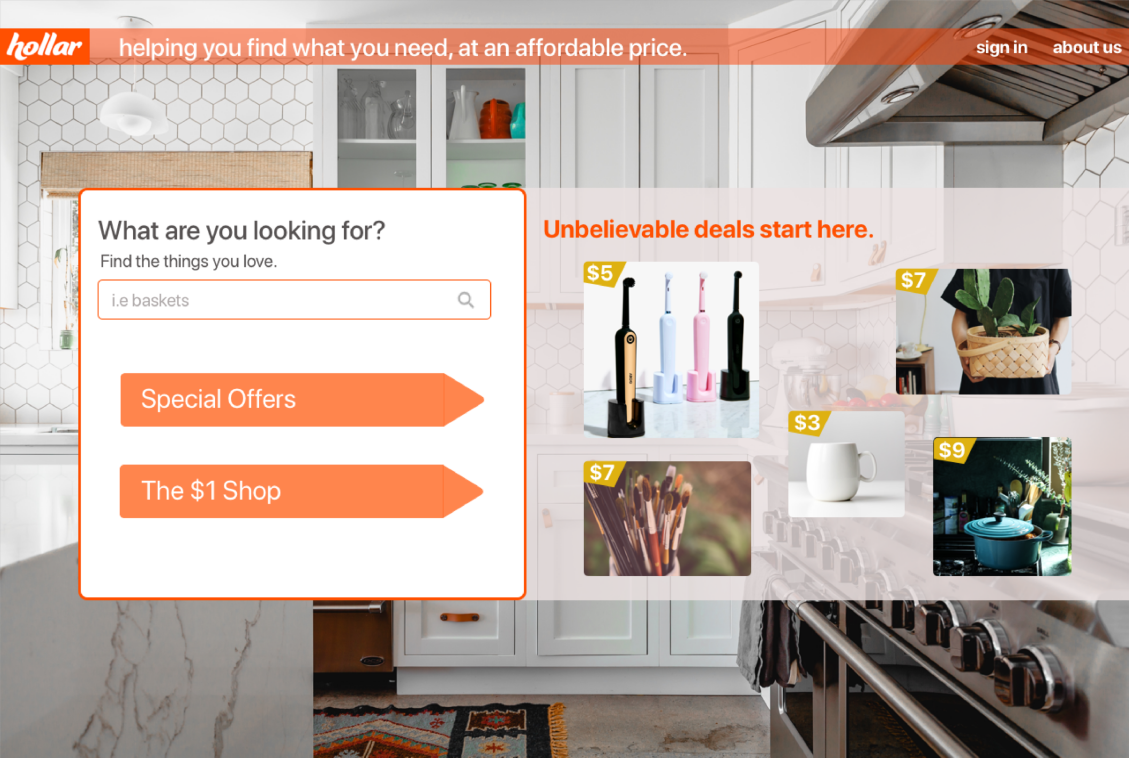 hollar
helping you find what you need, at an affordable price.
sign in
about us
What are you looking for?
Find the things you love.
i.e baskets
Special Offers
The $1 Shop
Unbelievable deals start here.
$5
$7
$3
$7
$9